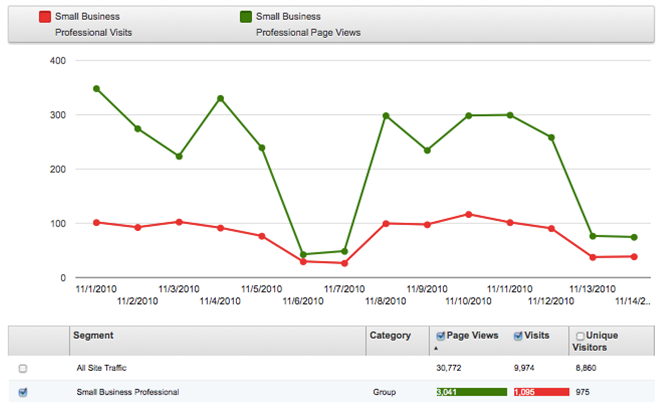 Small Business
Professional Visits
Small Business
Professional Page Views
400
300
200
100
0
11/1/2010
11/2/2010
11/3/2010
11/4/2010
11/5/2010
11/6/2010
11/7/2010
11/8/2010
11/9/2010
11/10/2010
11/11/2010
11/12/2010
11/13/2010
11/14/2..
Segment Category Page Views Visits Unique
Visitors
All Site Traffic 30,772 9,974 8,860
Small Business Professional Group 3,041 1,095 975